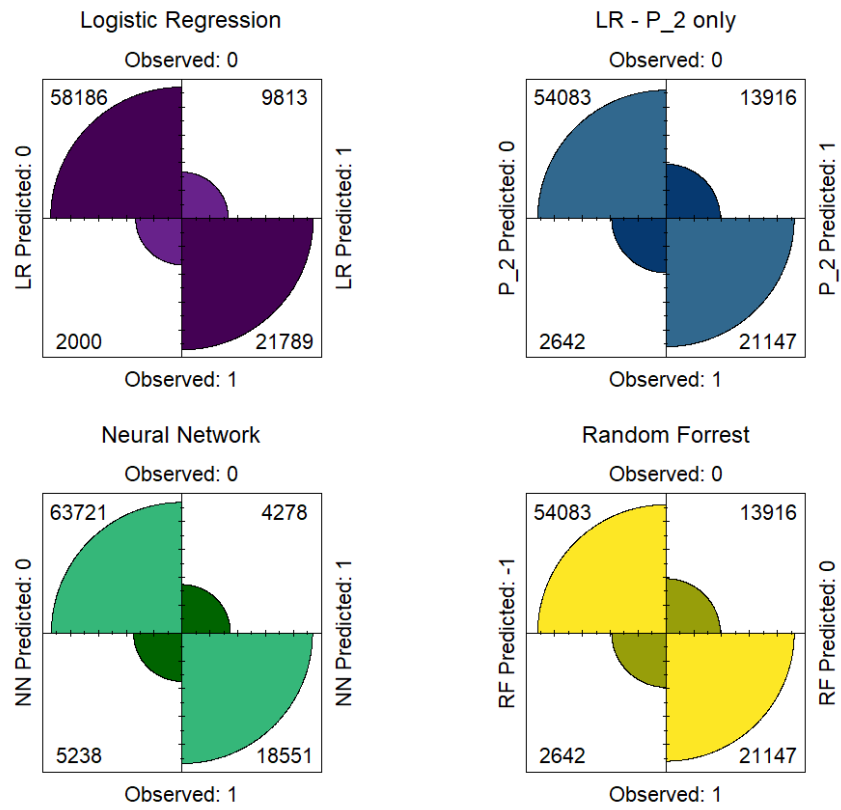 Logistic Regression
Observed: 0
58186
9813
LR Predicted: 0
LR Predicted: 1
2000
21789
Observed: 1
LR - P_2 only
Observed: 0
54083
13916
P_2 Predicted: 0
P_2 Predicted: 1
2642
21147
Observed: 1
Neural Network
Observed: 0
63721
4278
NN Predicted: 0
NN Predicted: 1
5238
18551
Observed: 1
Random Forrest
Observed: 0
54083
13916
RF Predicted: -1
RF Predicted: 0
2642
21147
Observed: 1